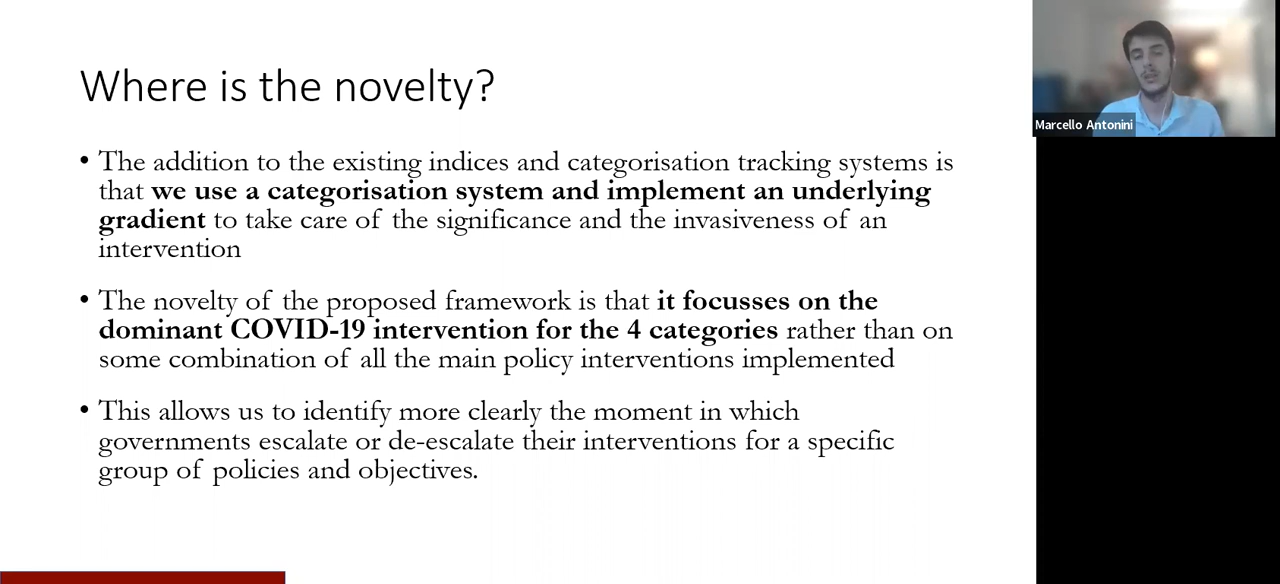 Where is the novelty?
• The addition to the existing indices and categorisation tracking systems is
that we use a categorisation system and implement an underlying
gradient to take care of the significance and the invasiveness of an
intervention
• The novelty of the proposed framework is that it focusses on the
dominant COVID-19 intervention for the 4 categories rather than on
some combination of all the main policy interventions implemented
• This allows us to identify more clearly the moment in which
governments escalate or de-escalate their interventions for a specific
group of policies and objectives.
Marcello Antonini